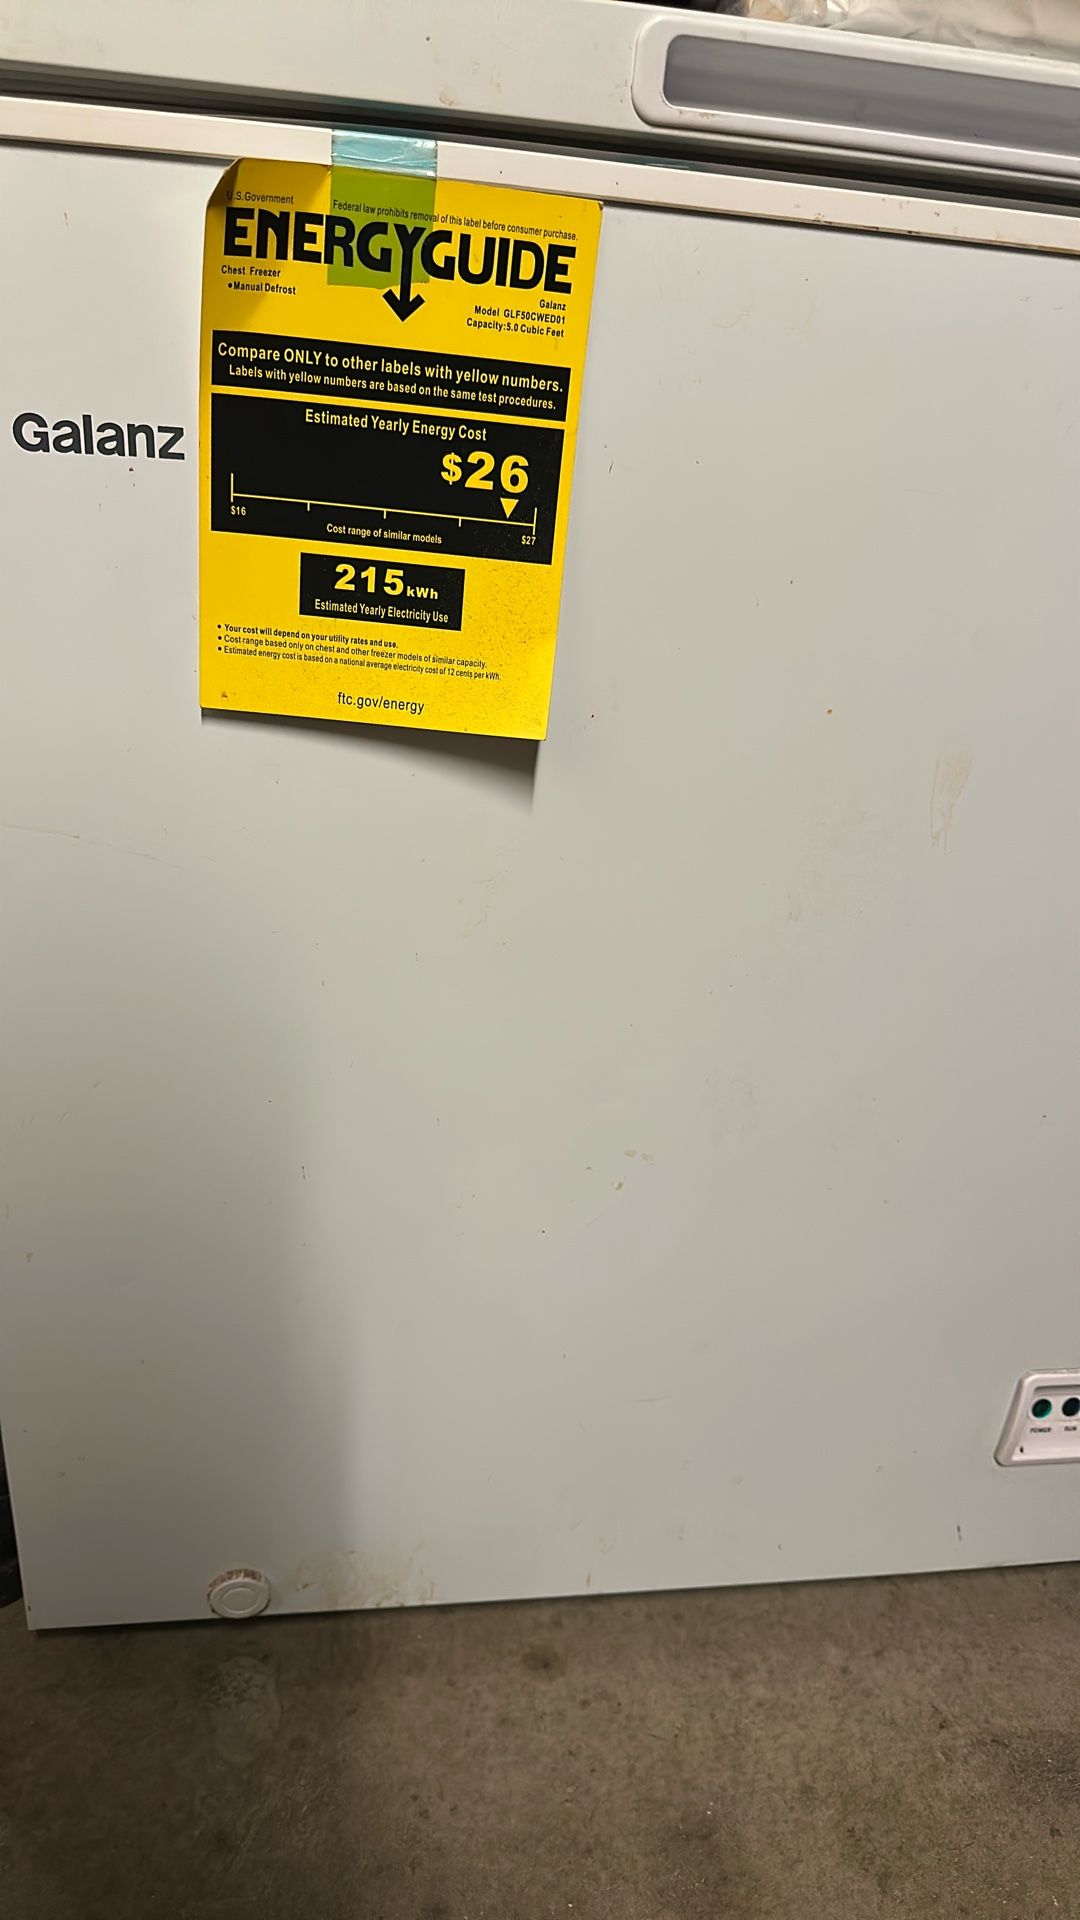 U.S.Government
Federal law prohibits removal of this label before consumer purchase.
ENERGYGUIDE
Chest Freezer
•Manual Defrost
Galanz
Model GLF50CWED01
Capacity:5.0 Cubic Feet
Compare ONLY to other labels with yellow numbers.
Labels with yellow numbers are based on the same test procedures.
Galanz
Estimated Yearly Energy Cost
$26
$16
$27
Cost range of similar models
215kWh
Estimated Yearly Electricity Use
• Your cost will depend on your utility rates and use.
• Cost range based only on chest and other freezer models of similar capacity.
• Estimated energy cost is based on a national average electricity cost of 12 cents per kWh.
ftc.gov/energy
POWER RUN